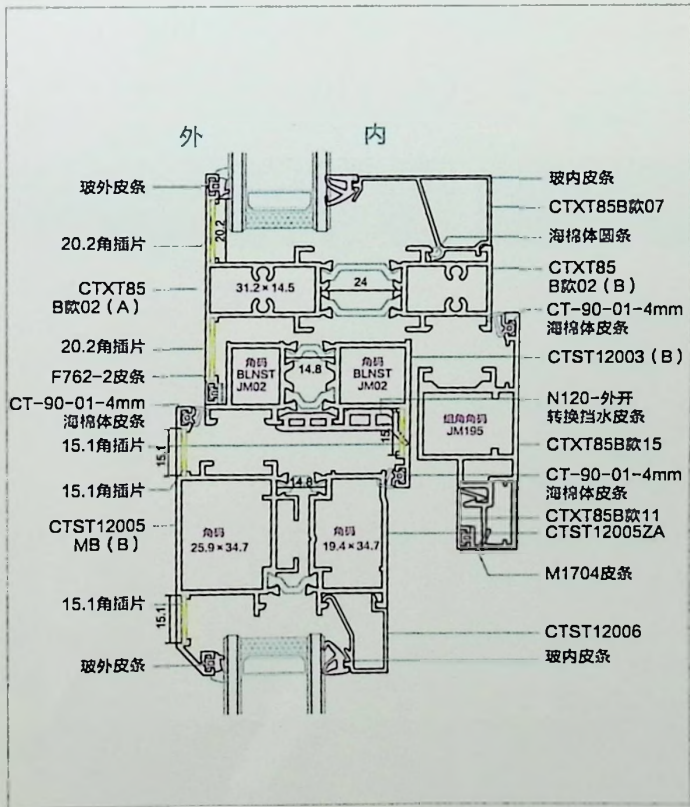 外
内
玻外皮条
20.2角插片
CTXT85
B款02（A）
20.2角插片
F762-2皮条
CT-90-01-4mm
海棉体皮条
15.1角插片
15.1角插片
CTST12005
MB（B）
15.1角插片
玻外皮条
20.2
31.2×14.5
24
角码
BLNST
JM02
14.8
角码
BLNST
JM02
15.1
15.
组角角码
JM195
14.8
角码
25.9×34.7
角码
19.4×34.7
15.1
玻内皮条
CTXT85B款07
海棉体圆条
CTXT85
B款02（B）
CT-90-01-4mm
海棉体皮条
CTST12003（B）
N120-外开
转换挡水皮条
CTXT85B款15
CT-90-01-4mm
海棉体皮条
CTXT85B款11
CTST12005ZA
M1704皮条
CTST12006
玻内皮条